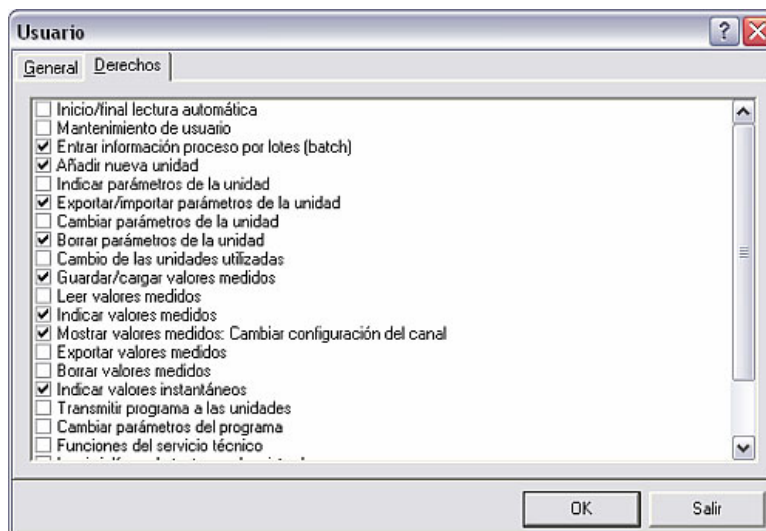 Usuario
General Derechos
Inicio/final lectura automática
Mantenimiento de usuario
Entrar información proceso por lotes (batch)
Añadir nueva unidad
Indicar parámetros de la unidad
Exportar/importar parámetros de la unidad
Cambiar parámetros de la unidad
Borrar parámetros de la unidad
Cambio de las unidades utilizadas
Guardar/cargar valores medidos
Leer valores medidos
Indicar valores medidos
Mostrar valores medidos: Cambiar configuración del canal
Exportar valores medidos
Borrar valores medidos
Indicar valores instantáneos
Transmitir programa a las unidades
Cambiar parámetros del programa
Funciones del servicio técnico
OK Salir